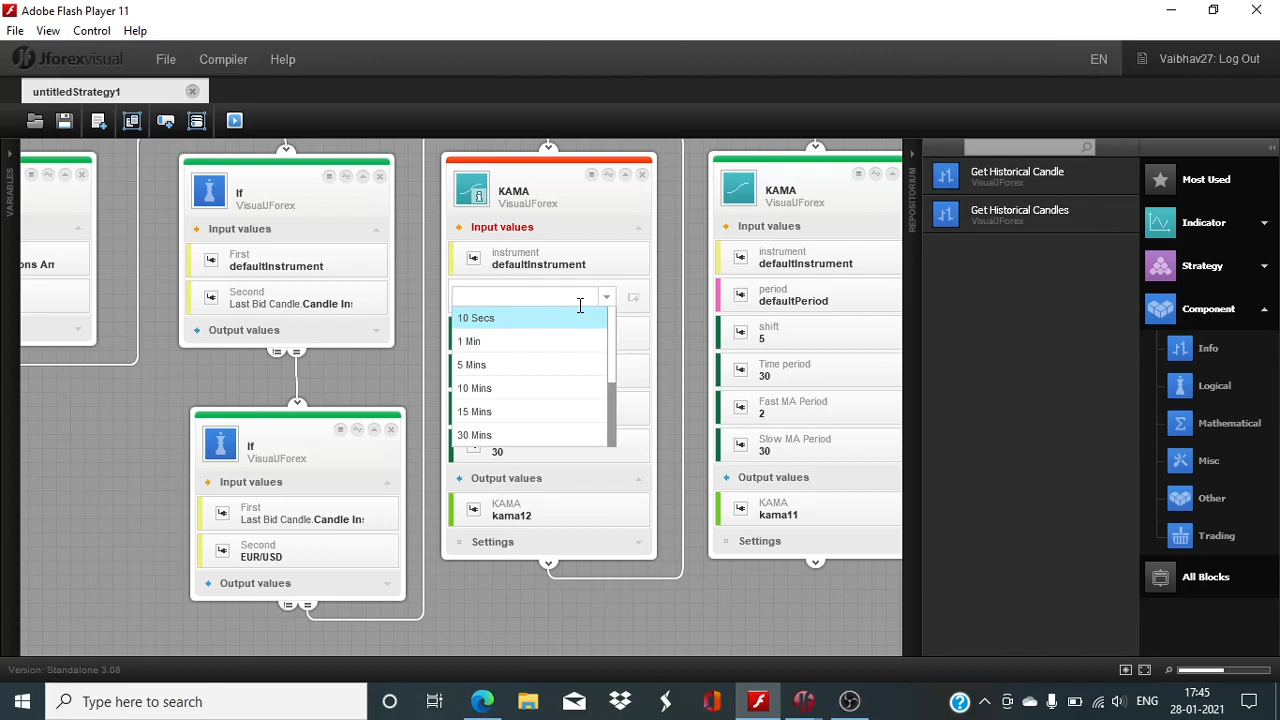 Adobe Flash Player 11
File View Control Help
Jforexvisual File Compiler Help EN Vaibhav27: Log Out
untitledStrategy1
VARIABLES
ons An
If
VisualJForex
Input values
First
defaultInstrument
Second
Last Bid Candle.Candle Ins
Output values
If
VisualJForex
Input values
First
Last Bid Candle.Candle Ins
Second
EUR/USD
Output values
KAMA
VisualJForex
Input values
instrument
defaultInstrument
10 Secs
1 Min
5 Mins
10 Mins
15 Mins
30 Mins
30
Output values
KAMA
kama12
Settings
KAMA
VisualJForex
Input values
instrument
defaultInstrument
period
defaultPeriod
shift
5
Time period
30
Fast MA Period
2
Slow MA Period
30
Output values
KAMA
kama11
Settings
REPOSITORIUM
Get Historical Candle
VisualJForex
Get Historical Candles
VisualJForex
Most Used
Indicator
Strategy
Component
Info
Logical
Mathematical
Misc
Other
Trading
All Blocks
Version: Standalone 3.08
Type here to search
ENG
17:45
28-01-2021